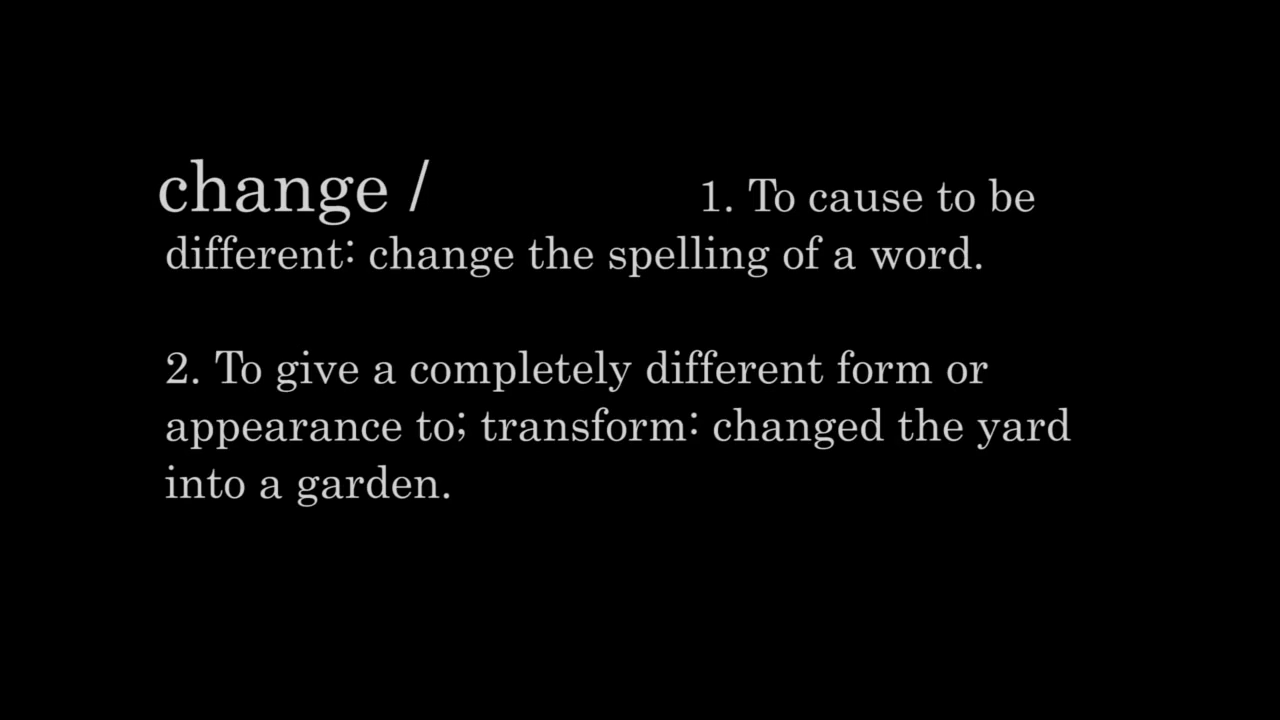 change / 1. To cause to be
different: change the spelling of a word.
2. To give a completely different form or
appearance to; transform: changed the yard
into a garden.